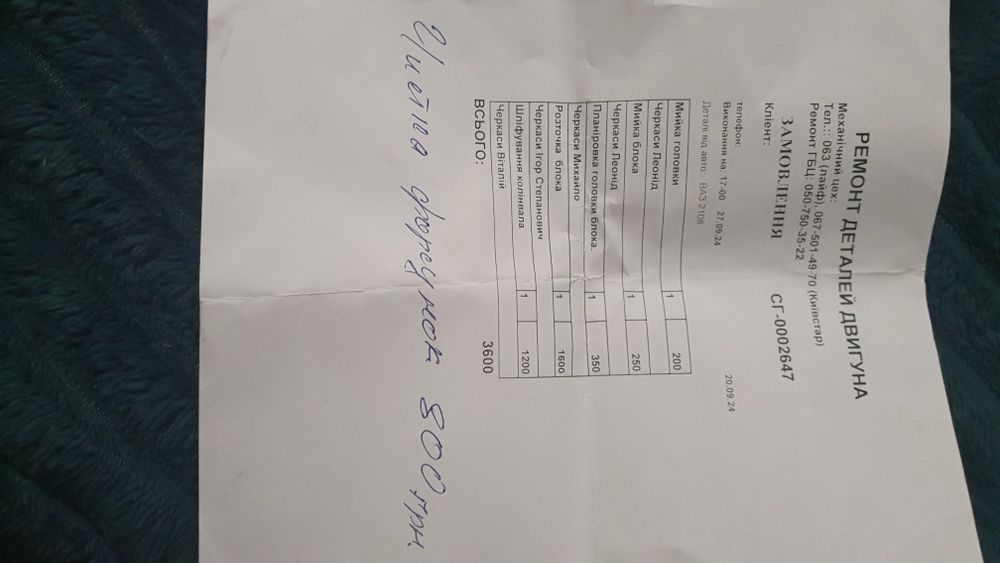 РЕМОНТ ДЕТАЛЕЙ ДВИГУНА
Механічний цех:
Тел.:: 063 (лайф). 067-501-49-70 (Київстар)
Ремонт ГБЦ: 050-750-35-22
ЗАМОВЛЕННЯ СГ-0002647
Клієнт:
телефон: 20.09.24
Виконання на: 17-00 27.09.24
Деталі від авто: ВАЗ 2108
Мийка головки 1 200
Черкаси Леонід
Мийка блока 1 250
Черкаси Леонід
Планіровка головки блока. 1 350
Черкаси Михайло
Розточка блока 1 1600
Черкаси Ігор Степанович
Шліфування колінвала 1 1200
Черкаси Віталій
ВСЬОГО: 3600
Чистка форсунок 800 грн.